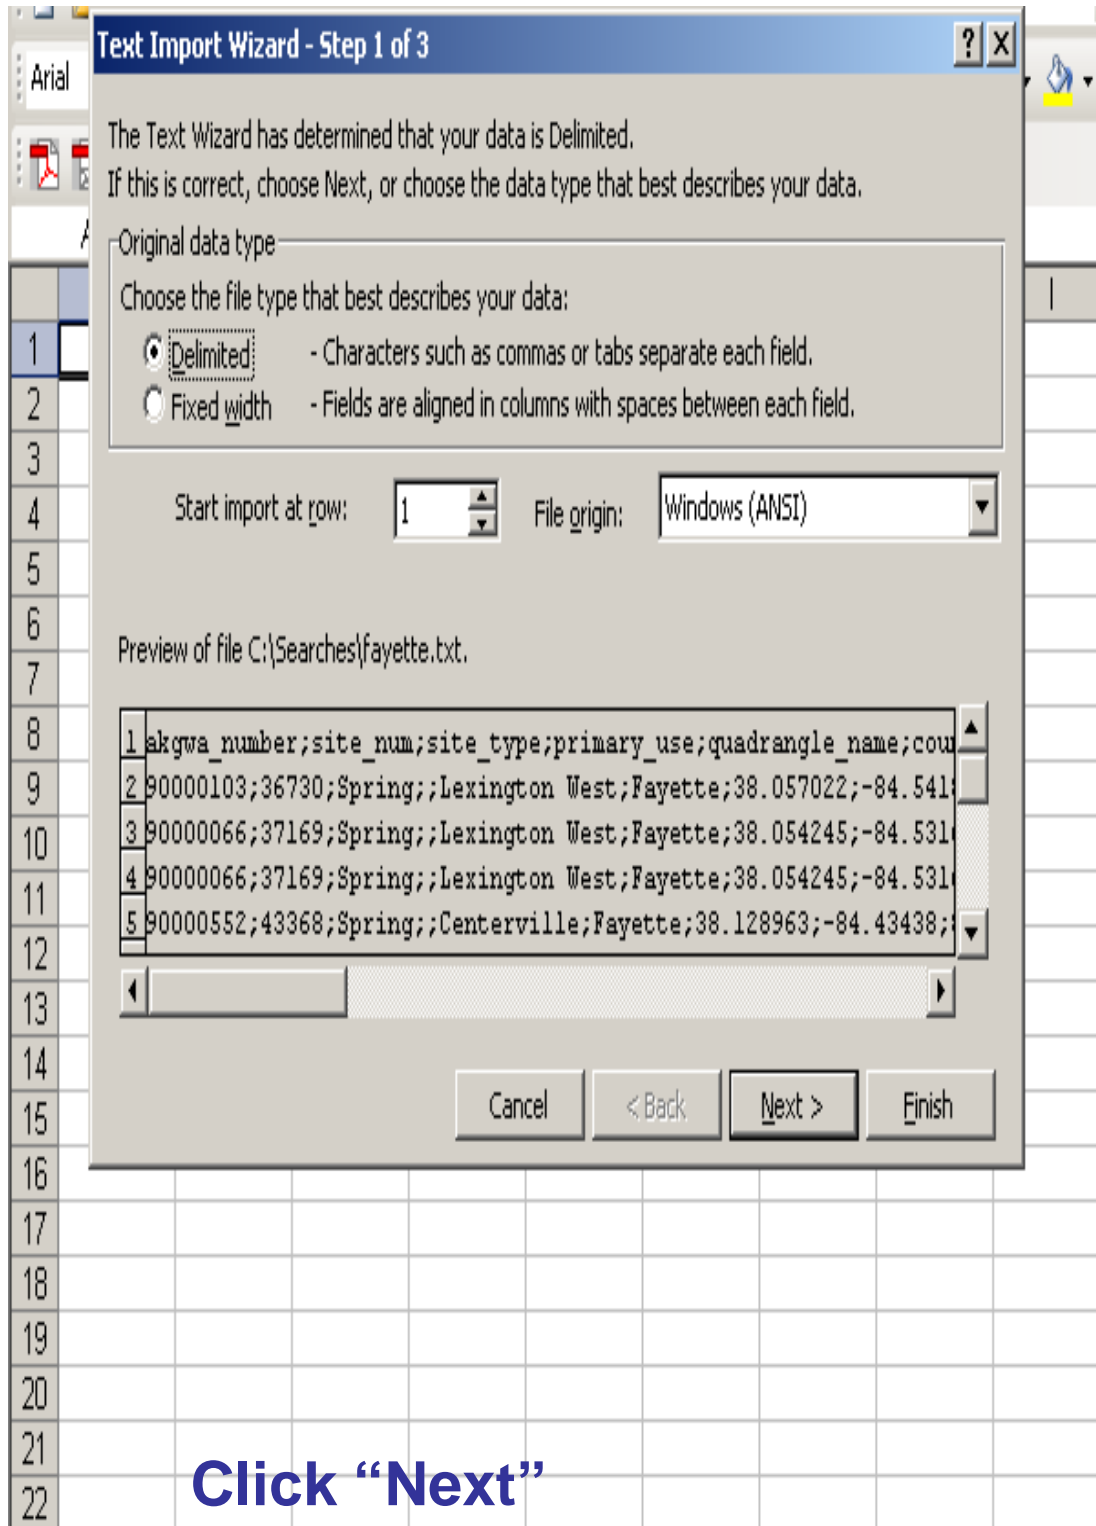 Text Import Wizard - Step 1 of 3
Arial
The Text Wizard has determined that your data is Delimited.
If this is correct, choose Next, or choose the data type that best describes your data.
Original data type
Choose the file type that best describes your data:
Delimited - Characters such as commas or tabs separate each field.
Fixed width - Fields are aligned in columns with spaces between each field.
Start import at row: 1 File origin: Windows (ANSI)
Preview of file C:\Searches\fayette.txt.
1 akgwa_number;site_num;site_type;primary_use;quadrangle_name;cou
2 90000103;36730;Spring;;Lexington West;Fayette;38.057022;-84.541
3 90000066;37169;Spring;;Lexington West;Fayette;38.054245;-84.531
4 90000066;37169;Spring;;Lexington West;Fayette;38.054245;-84.531
5 90000552;43368;Spring;;Centerville;Fayette;38.128963;-84.43438;
Cancel < Back Next > Finish
I
1
2
3
4
5
6
7
8
9
10
11
12
13
14
15
16
17
18
19
20
21
22
Click “Next”